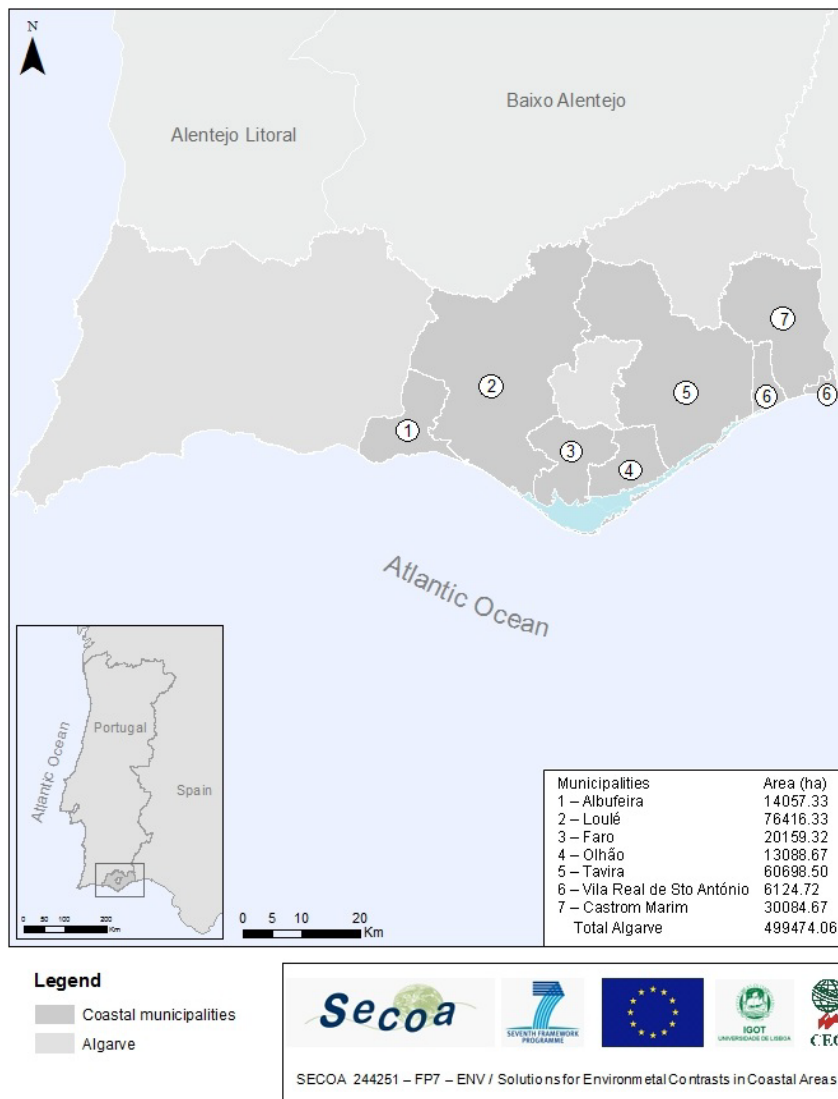 N
Baixo Alentejo
Alentejo Litoral
7
2
5
6
6
1
3
4
Atlantic Ocean
Portugal
Atlantic Ocean
Spain
0 50 100 200
Km
0 5 10 20
Km
Municipalities Area (ha)
1 – Albufeira 14057.33
2 – Loulé 76416.33
3 – Faro 20159.32
4 – Olhão 13088.67
5 – Tavira 60698.50
6 – Vila Real de Sto António 6124.72
7 – Castrom Marim 30084.67
Total Algarve 499474.06
Legend
Coastal municipalities
Algarve
Secoa
7
SEVENTH FRAMEWORK
PROGRAMME
IGOT
UNIVERSIDADE DE LISBOA
CEG
SECOA 244251 – FP7 – ENV / Solutions for Environmetal Contrasts in Coastal Areas